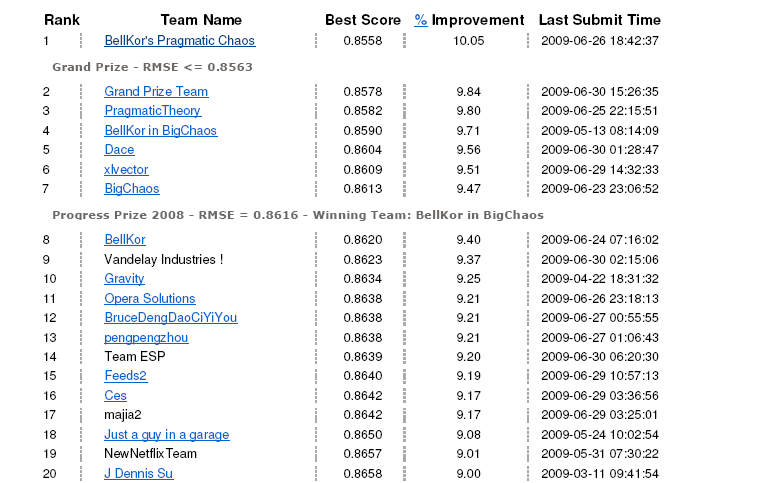 Rank Team Name Best Score % Improvement Last Submit Time
1 BellKor's Pragmatic Chaos 0.8558 10.05 2009-06-26 18:42:37
Grand Prize - RMSE <= 0.8563
2 Grand Prize Team 0.8578 9.84 2009-06-30 15:26:35
3 PragmaticTheory 0.8582 9.80 2009-06-25 22:15:51
4 BellKor in BigChaos 0.8590 9.71 2009-05-13 08:14:09
5 Dace 0.8604 9.56 2009-06-30 01:28:47
6 xlvector 0.8609 9.51 2009-06-29 14:32:33
7 BigChaos 0.8613 9.47 2009-06-23 23:06:52
Progress Prize 2008 - RMSE = 0.8616 - Winning Team: BellKor in BigChaos
8 BellKor 0.8620 9.40 2009-06-24 07:16:02
9 Vandelay Industries ! 0.8623 9.37 2009-06-30 02:15:06
10 Gravity 0.8634 9.25 2009-04-22 18:31:32
11 Opera Solutions 0.8638 9.21 2009-06-26 23:18:13
12 BruceDengDaoCiYiYou 0.8638 9.21 2009-06-27 00:55:55
13 pengpengzhou 0.8638 9.21 2009-06-27 01:06:43
14 Team ESP 0.8639 9.20 2009-06-30 06:20:30
15 Feeds2 0.8640 9.19 2009-06-29 10:57:13
16 Ces 0.8642 9.17 2009-06-29 03:36:56
17 majia2 0.8642 9.17 2009-06-29 03:25:01
18 Just a guy in a garage 0.8650 9.08 2009-05-24 10:02:54
19 NewNetflixTeam 0.8657 9.01 2009-05-31 07:30:22
20 J Dennis Su 0.8658 9.00 2009-03-11 09:41:54